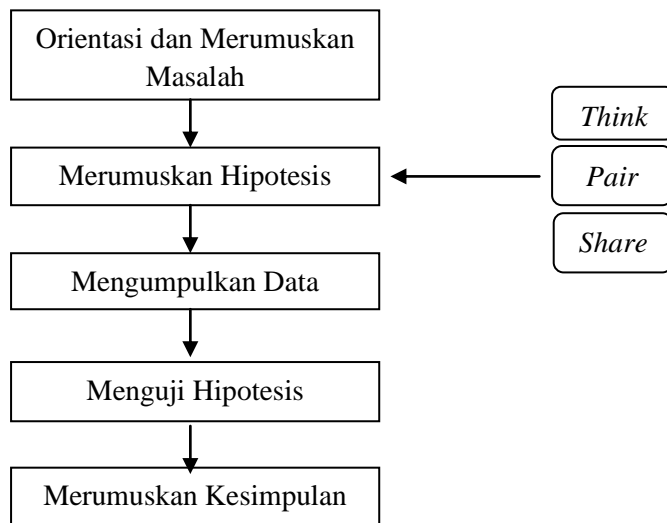 Orientasi dan Merumuskan
Masalah
Think
Merumuskan Hipotesis
Pair
Share
Mengumpulkan Data
Menguji Hipotesis
Merumuskan Kesimpulan